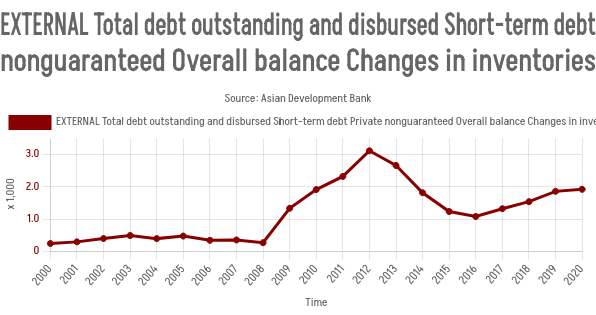 EXTERNAL Total debt outstanding and disbursed Short-term debt
nonguaranteed Overall balance Changes in inventories
Source: Asian Development Bank
EXTERNAL Total debt outstanding and disbursed Short-term debt Private nonguaranteed Overall balance Changes in inve
x 1,000
3.0
2.0
1.0
0
2000 2001 2002 2003 2004 2005 2006 2007 2008 2009 2010 2011 2012 2013 2014 2015 2016 2017 2018 2019 2020
Time